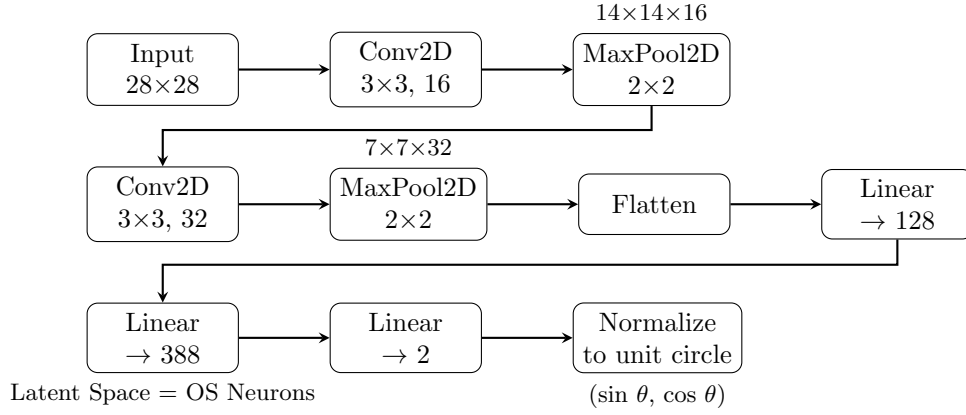 14×14×16
Input
28×28
Conv2D
3×3, 16
MaxPool2D
2×2
7×7×32
Conv2D
3×3, 32
MaxPool2D
2×2
Flatten
Linear
→ 128
Linear
→ 388
Linear
→ 2
Normalize
to unit circle
Latent Space = OS Neurons
(sin θ, cos θ)